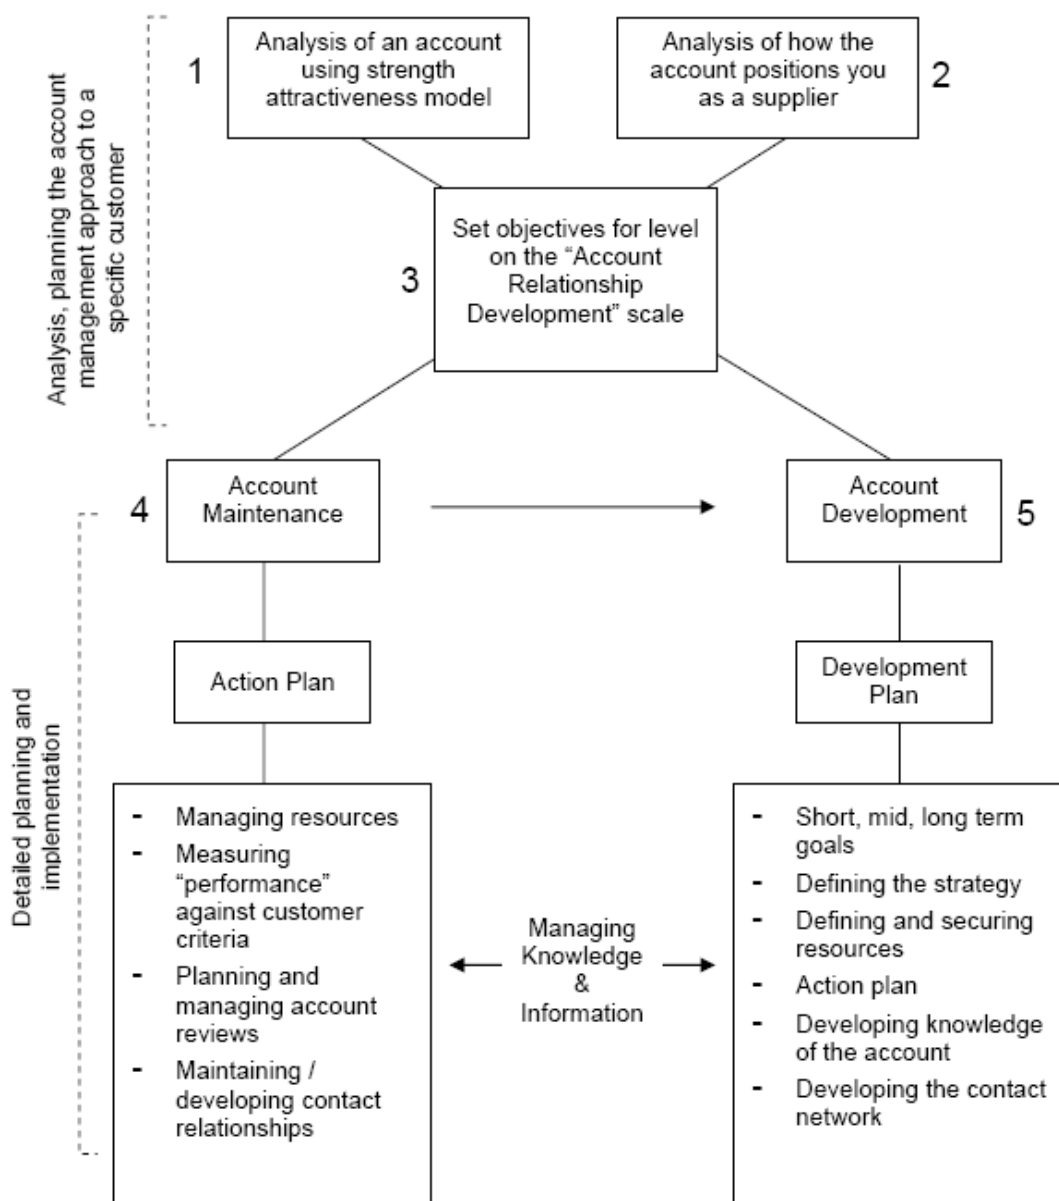 1
Analysis of an account
using strength
attractiveness model
Analysis of how the
account positions you
as a supplier
2
Analysis, planning the account
management approach to a
specific customer
3
Set objectives for level
on the “Account
Relationship
Development” scale
4
Account
Maintenance
Account
Development
5
Detailed planning and
implementation
Action Plan
Development
Plan
- Managing resources
- Measuring
“performance”
against customer
criteria
- Planning and
managing account
reviews
- Maintaining /
developing contact
relationships
Managing
Knowledge
&
Information
- Short, mid, long term
goals
- Defining the strategy
- Defining and securing
resources
- Action plan
- Developing knowledge
of the account
- Developing the contact
network